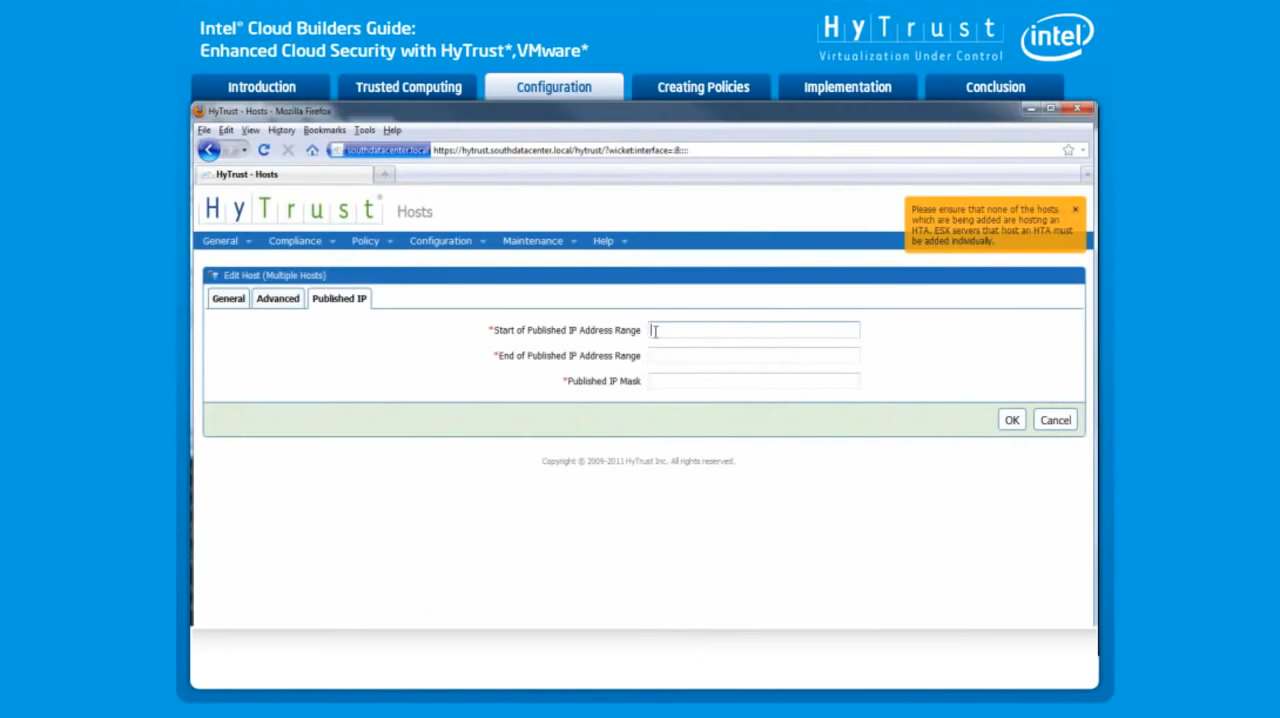 Intel® Cloud Builders Guide:
Enhanced Cloud Security with HyTrust*,VMware*
HyTrust
Virtualization Under Control
intel
Introduction
Trusted Computing
Configuration
Creating Policies
Implementation
Conclusion
HyTrust - Hosts - Mozilla Firefox
File Edit View History Bookmarks Tools Help
southdatacenter.local https://hytrust.southdatacenter.local/hytrust/?wicket:interface=:8::::
HyTrust - Hosts
HyTrust® Hosts
Please ensure that none of the hosts
which are being added are hosting an
HTA. ESX servers that host an HTA must
be added individually.
General Compliance Policy Configuration Maintenance Help
Edit Host (Multiple Hosts)
General Advanced Published IP
*Start of Published IP Address Range
*End of Published IP Address Range
*Published IP Mask
OK Cancel
Copyright © 2009-2011 HyTrust Inc. All rights reserved.